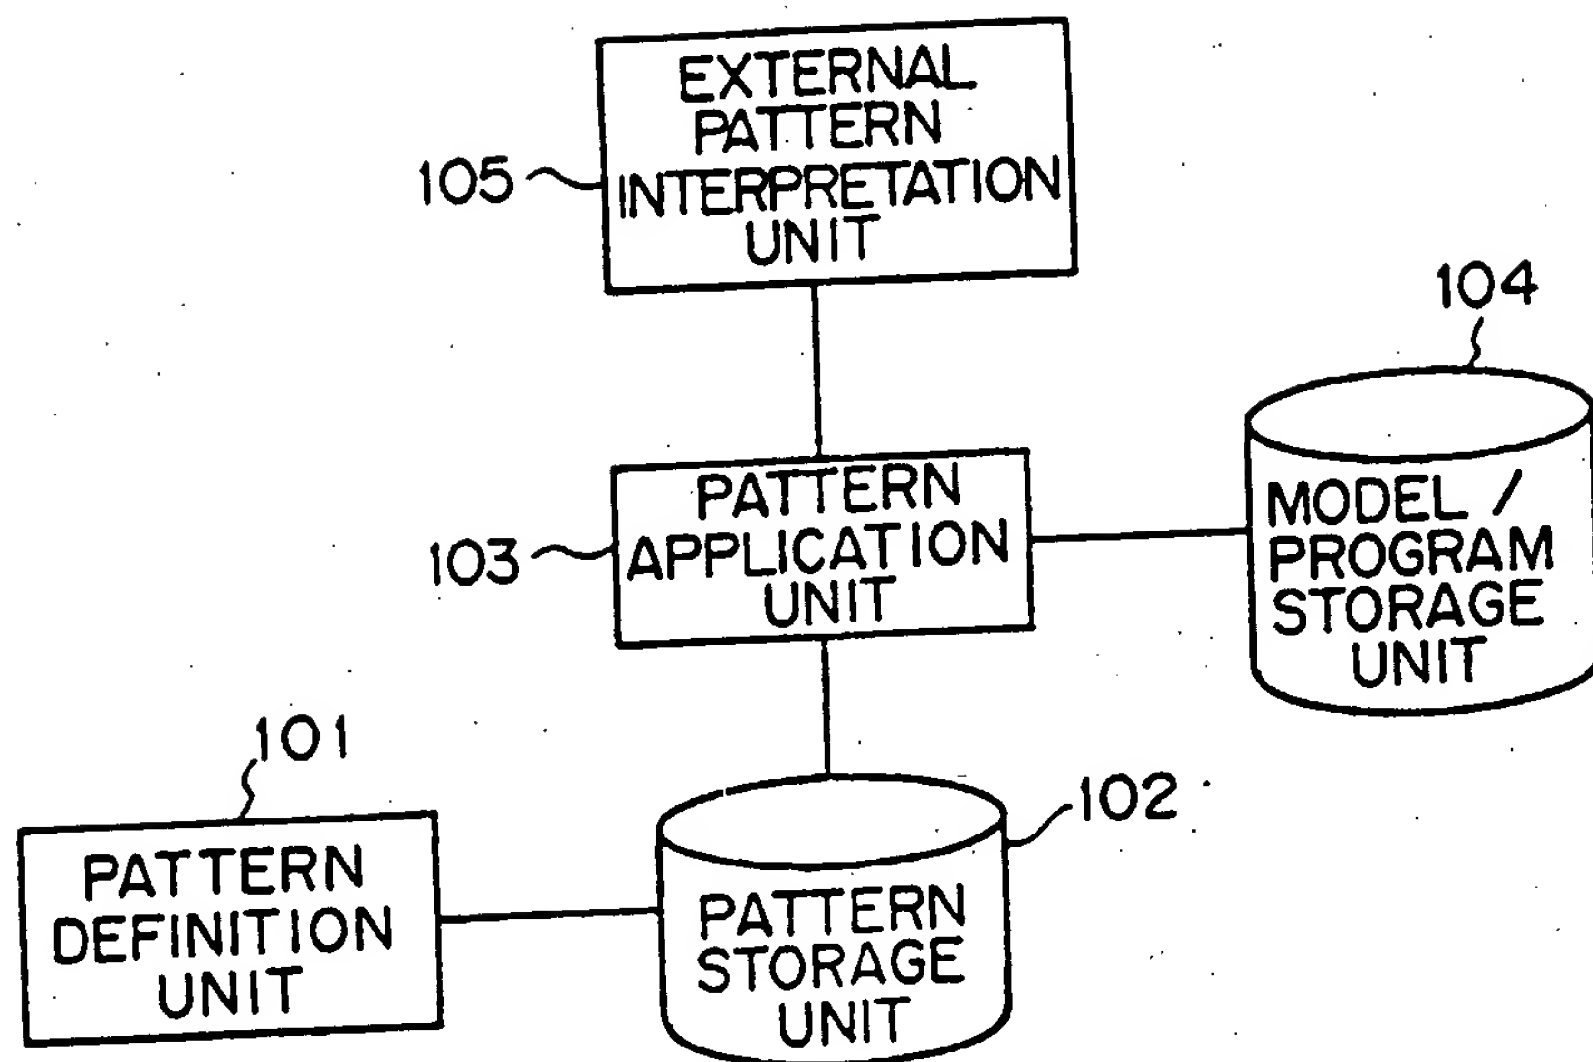 EXTERNAL
PATTERN
INTERPRETATION
UNIT
105
104
PATTERN
APPLICATION
UNIT
103
MODEL /
PROGRAM
STORAGE
UNIT
101
102
PATTERN
DEFINITION
UNIT
PATTERN
STORAGE
UNIT